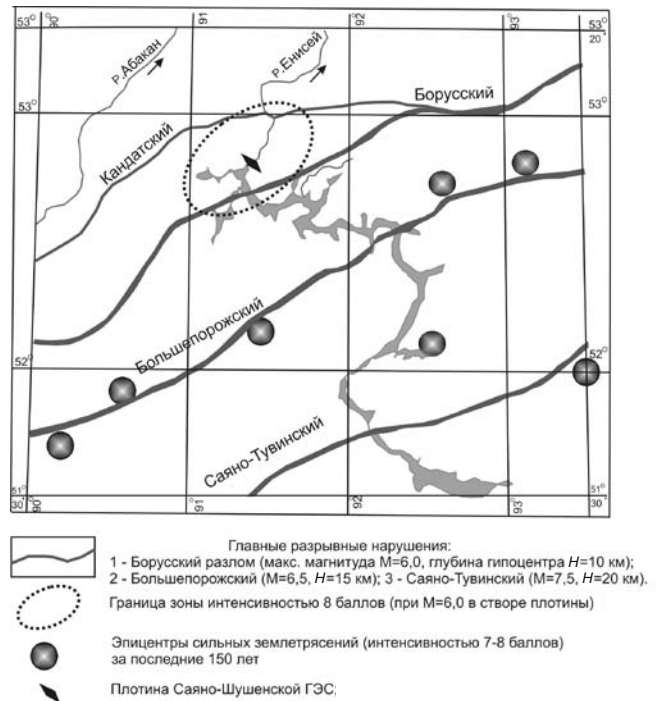 53°
90°
91
92
93
53°
20'
р.Абакан
р.Енисей
Борусский
53°
53°
Кандатский
Большепорожский
52°
52°
Саяно-Тувинский
51°
30'
90°
91°
92
93°
51°
30'
Главные разрывные нарушения:
1 - Борусский разлом (макс. магнитуда М=6,0, глубина гипоцентра H=10 км);
2 - Большепорожский (М=6,5, H=15 км); 3 - Саяно-Тувинский (М=7,5, H=20 км).
Граница зоны интенсивностью 8 баллов (при М=6,0 в створе плотины)
Эпицентры сильных землетрясений (интенсивностью 7-8 баллов)
за последние 150 лет
Плотина Саяно-Шушенской ГЭС;